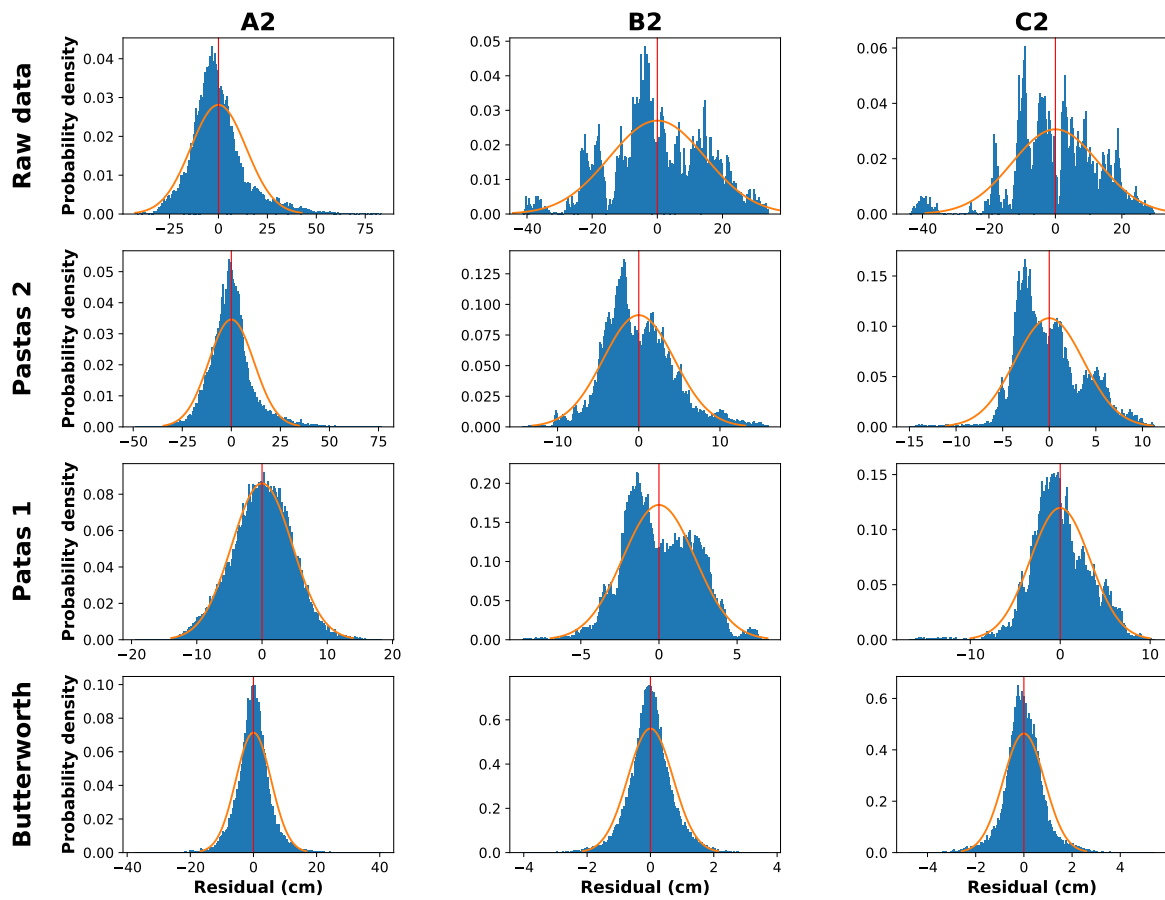 A2 B2 C2
Raw data
Probability density
0.00 0.01 0.02 0.03 0.04
−25 0 25 50 75
0.00 0.01 0.02 0.03 0.04 0.05
−40 −20 0 20
0.00 0.02 0.04 0.06
−40 −20 0 20
Pastas 2
Probability density
0.00 0.01 0.02 0.03 0.04 0.05
−50 −25 0 25 50 75
0.000 0.025 0.050 0.075 0.100 0.125
−10 0 10
0.00 0.05 0.10 0.15
−15 −10 −5 0 5 10
Patas 1
Probability density
0.00 0.02 0.04 0.06 0.08
−20 −10 0 10 20
0.00 0.05 0.10 0.15 0.20
−5 0 5
0.00 0.05 0.10 0.15
−10 0 10
Butterworth
Probability density
0.00 0.02 0.04 0.06 0.08 0.10
−40 −20 0 20 40
0.0 0.2 0.4 0.6
−4 −2 0 2 4
0.0 0.2 0.4 0.6
−4 −2 0 2 4
Residual (cm) Residual (cm) Residual (cm)